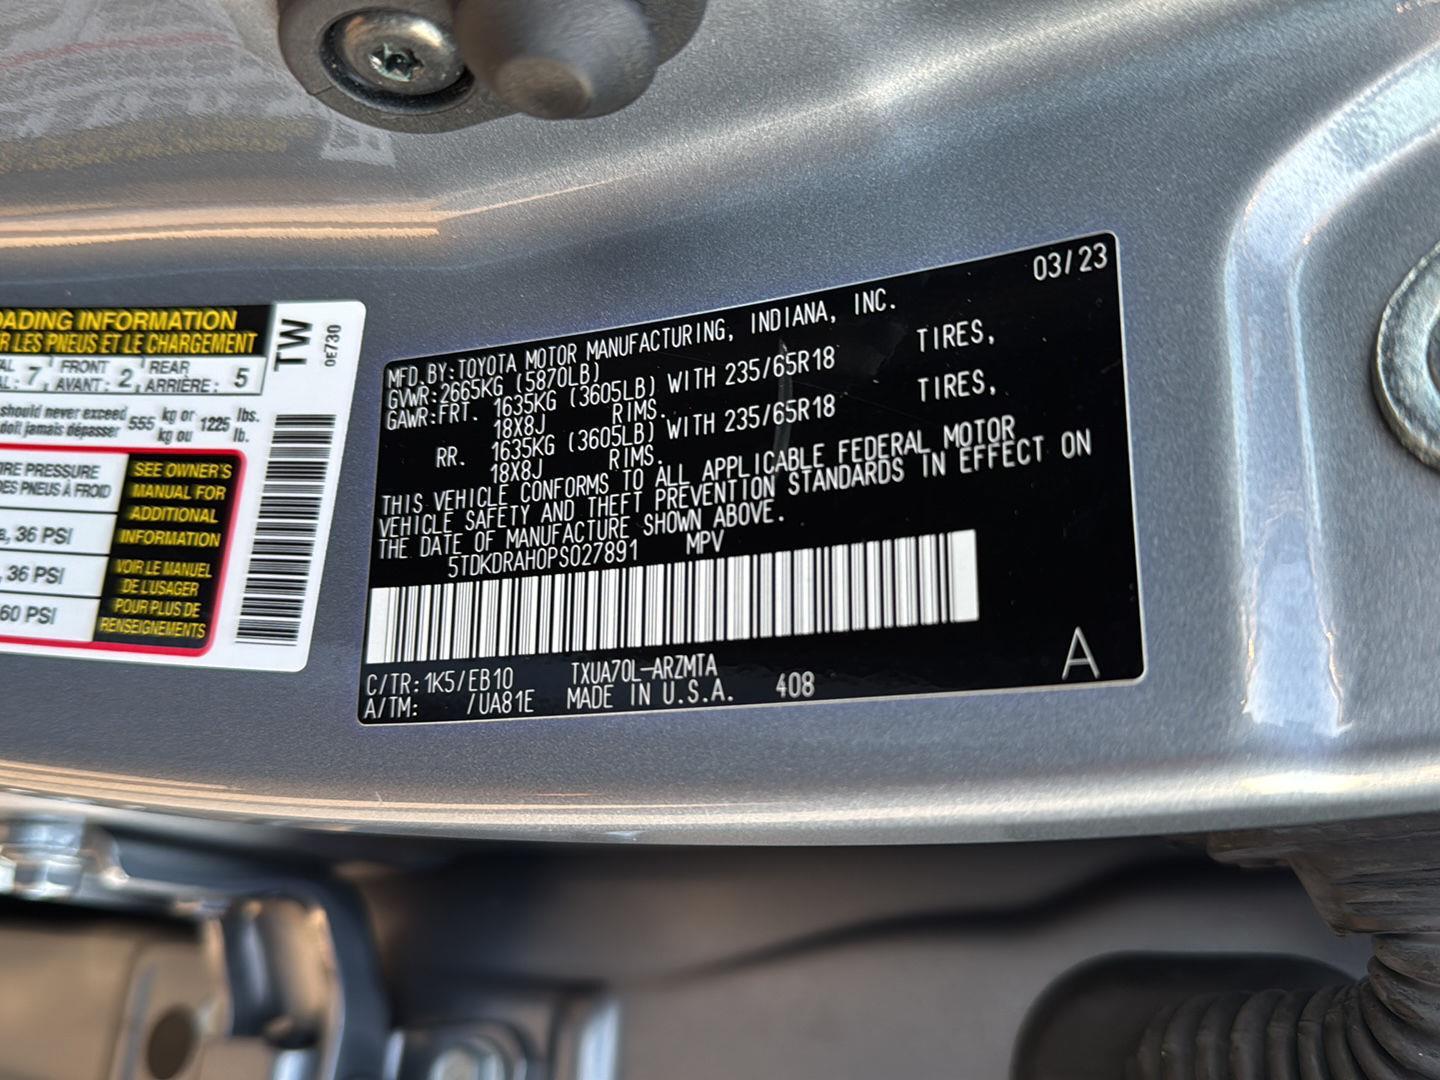 OADING INFORMATION
R LES PNEUS ET LE CHARGEMENT
AL FRONT REAR
AL : 7 , AVANT : 2 , ARRIÈRE : 5
should never exceed 555 kg or 1225 lbs.
doit jamais dépasser kg ou lb.
IRE PRESSURE
DES PNEUS À FROID
, 36 PSI
, 36 PSI
60 PSI
SEE OWNER'S
MANUAL FOR
ADDITIONAL
INFORMATION
VOIR LE MANUEL
DE L'USAGER
POUR PLUS DE
RENSEIGNEMENTS
TW
0E730
03/23
MFD.BY:TOYOTA MOTOR MANUFACTURING, INDIANA, INC.
GVWR:2665KG (5870LB)
GAWR:FRT. 1635KG (3605LB) WITH 235/65R18 TIRES,
18X8J RIMS.
RR. 1635KG (3605LB) WITH 235/65R18 TIRES,
18X8J RIMS.
THIS VEHICLE CONFORMS TO ALL APPLICABLE FEDERAL MOTOR
VEHICLE SAFETY AND THEFT PREVENTION STANDARDS IN EFFECT ON
THE DATE OF MANUFACTURE SHOWN ABOVE.
5TDKDRAH0PS027891 MPV
C/TR:1K5/EB10 TXUA70L-ARZMTA
A/TM: /UA81E MADE IN U.S.A. 408
A